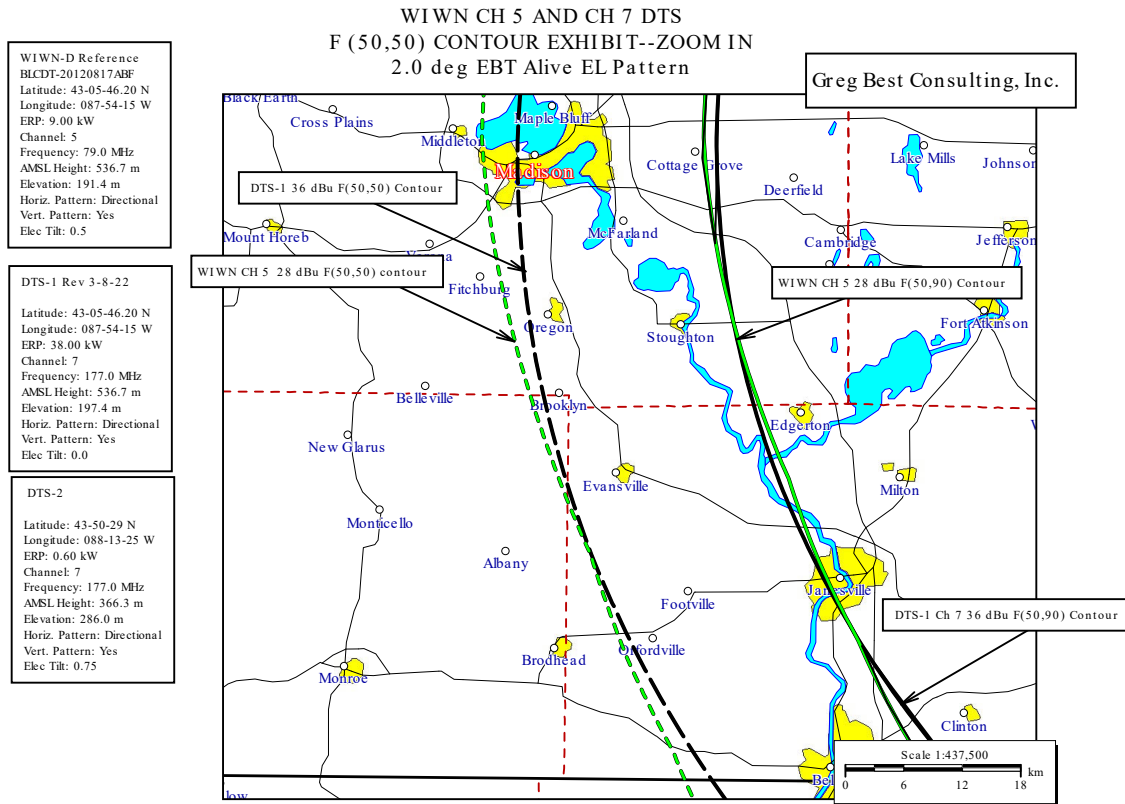 WIWN CH 5 AND CH 7 DTS
F (50,50) CONTOUR EXHIBIT--ZOOM IN
2.0 deg EBT Alive EL Pattern
Greg Best Consulting, Inc.
WIWN-D Reference
BLCDT-20120817ABF
Latitude: 43-05-46.20 N
Longitude: 087-54-15 W
ERP: 9.00 kW
Channel: 5
Frequency: 79.0 MHz
AMSL Height: 536.7 m
Elevation: 191.4 m
Horiz. Pattern: Directional
Vert. Pattern: Yes
Elec Tilt: 0.5
DTS-1 Rev 3-8-22
Latitude: 43-05-46.20 N
Longitude: 087-54-15 W
ERP: 38.00 kW
Channel: 7
Frequency: 177.0 MHz
AMSL Height: 536.7 m
Elevation: 197.4 m
Horiz. Pattern: Directional
Vert. Pattern: Yes
Elec Tilt: 0.0
DTS-2
Latitude: 43-50-29 N
Longitude: 088-13-25 W
ERP: 0.60 kW
Channel: 7
Frequency: 177.0 MHz
AMSL Height: 366.3 m
Elevation: 286.0 m
Horiz. Pattern: Directional
Vert. Pattern: Yes
Elec Tilt: 0.75
Black Earth
Cross Plains
Maple Bluff
Middleton
Madison
Cottage Grove
Lake Mills
Johnson
Deerfield
DTS-1 36 dBu F(50,50) Contour
Mount Horeb
McFarland
Cambridge
Jefferson
WIWN CH 5 28 dBu F(50,50) contour
Fitchburg
WIWN CH 5 28 dBu F(50,90) Contour
Oregon
Stoughton
Fort Atkinson
Belleville
Brooklyn
Edgerton
New Glarus
Evansville
Milton
Monticello
Albany
Janesville
Footville
DTS-1 Ch 7 36 dBu F(50,90) Contour
Brodhead
Orfordville
Monroe
Clinton
Bel
low
Scale 1:437,500
0 6 12 18 km